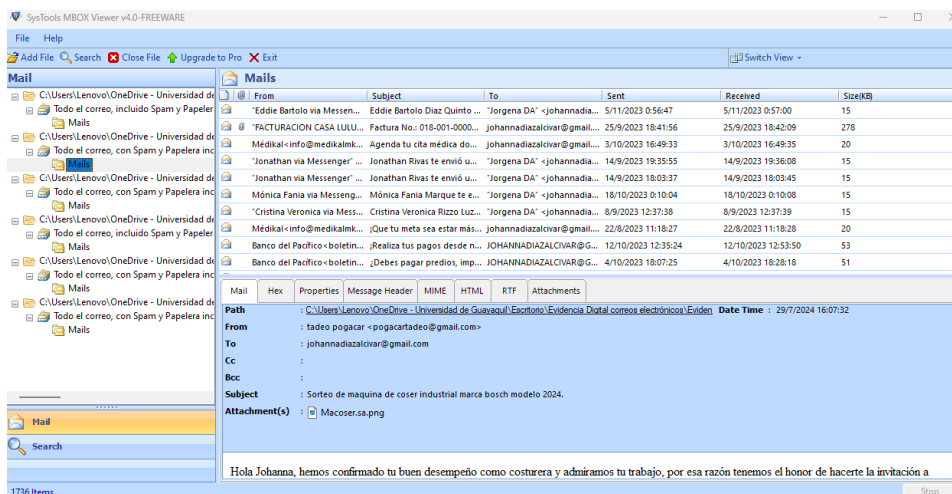 SysTools MBOX Viewer v4.0-FREEWARE
File Help
Add File Search Close File Upgrade to Pro Exit Switch View
Mail
C:\Users\Lenovo\OneDrive - Universidad de
Todo el correo, incluido Spam y Papeler
Mails
C:\Users\Lenovo\OneDrive - Universidad de
Todo el correo, con Spam y Papelera inc
Mails
C:\Users\Lenovo\OneDrive - Universidad de
Todo el correo, con Spam y Papelera inc
Mails
C:\Users\Lenovo\OneDrive - Universidad de
Todo el correo, incluido Spam y Papeler
Mails
C:\Users\Lenovo\OneDrive - Universidad de
Todo el correo, con Spam y Papelera inc
Mails
C:\Users\Lenovo\OneDrive - Universidad de
Todo el correo, con Spam y Papelera inc
Mails
Mail
Search
1736 Items
Mails
From Subject To Sent Received Size(KB)
"Eddie Bartolo via Messen... Eddie Bartolo Diaz Quinto ... "Jorgena DA" <johannadia... 5/11/2023 0:56:47 5/11/2023 0:57:00 15
"FACTURACION CASA LULU... Factura No.: 018-001-0000... johannadiazalcivar@gmail.... 25/9/2023 18:41:56 25/9/2023 18:42:09 278
Médikal<info@medikalmk... Agenda tu cita médica do... johannadiazalcivar@gmail.... 3/10/2023 16:49:33 3/10/2023 16:49:35 20
"Jonathan via Messenger" ... Jonathan Rivas te envió u... "Jorgena DA" <johannadia... 14/9/2023 19:35:55 14/9/2023 19:36:08 15
"Jonathan via Messenger" ... Jonathan Rivas te envió u... "Jorgena DA" <johannadia... 14/9/2023 18:03:37 14/9/2023 18:03:45 15
Mónica Fania via Messeng... Mónica Fania Marque te e... "Jorgena DA" <johannadia... 18/10/2023 0:10:04 18/10/2023 0:10:08 15
"Cristina Veronica via Mess... Cristina Veronica Rizzo Luz... "Jorgena DA" <johannadia... 8/9/2023 12:37:38 8/9/2023 12:37:39 15
Médikal<info@medikalmk... ¡Que tu meta sea estar más... johannadiazalcivar@gmail.... 22/8/2023 11:18:27 22/8/2023 11:18:28 20
Banco del Pacífico<boletin... ¡Realiza tus pagos desde n... JOHANNADIAZALCIVAR@G... 12/10/2023 12:35:24 12/10/2023 12:53:50 53
Banco del Pacífico<boletin... ¿Debes pagar predios, imp... JOHANNADIAZALCIVAR@G... 4/10/2023 18:07:25 4/10/2023 18:28:18 51
Mail Hex Properties Message Header MIME HTML RTF Attachments
Path : C:\Users\Lenovo\OneDrive - Universidad de Guayaquil\Escritorio\Evidencia Digital correos electrónicos\Eviden Date Time : 29/7/2024 16:07:32
From : tadeo pogacar <pogacartadeo@gmail.com>
To : johannadiazalcivar@gmail.com
Cc :
Bcc :
Subject : Sorteo de maquina de coser industrial marca bosch modelo 2024.
Attachment(s) : Macoser.sa.png
Hola Johanna, hemos confirmado tu buen desempeño como costurera y admiramos tu trabajo, por esa razón tenemos el honor de hacerte la invitación a
Stop